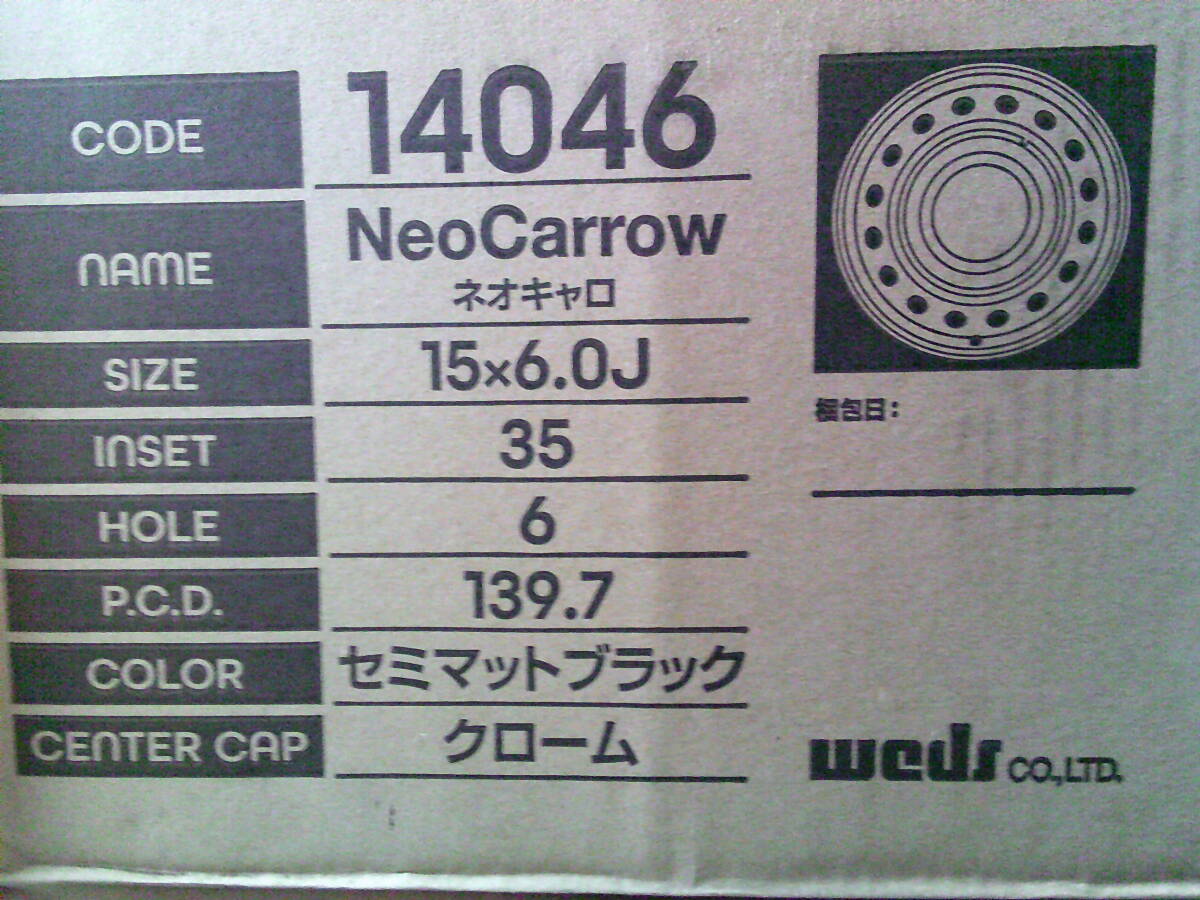 CODE 14046
NAME NeoCarrow
ネオキャロ
SIZE 15×6.0J
INSET 35
HOLE 6
P.C.D. 139.7
COLOR セミマットブラック
CENTER CAP クローム
梱包日:
weds CO.,LTD.